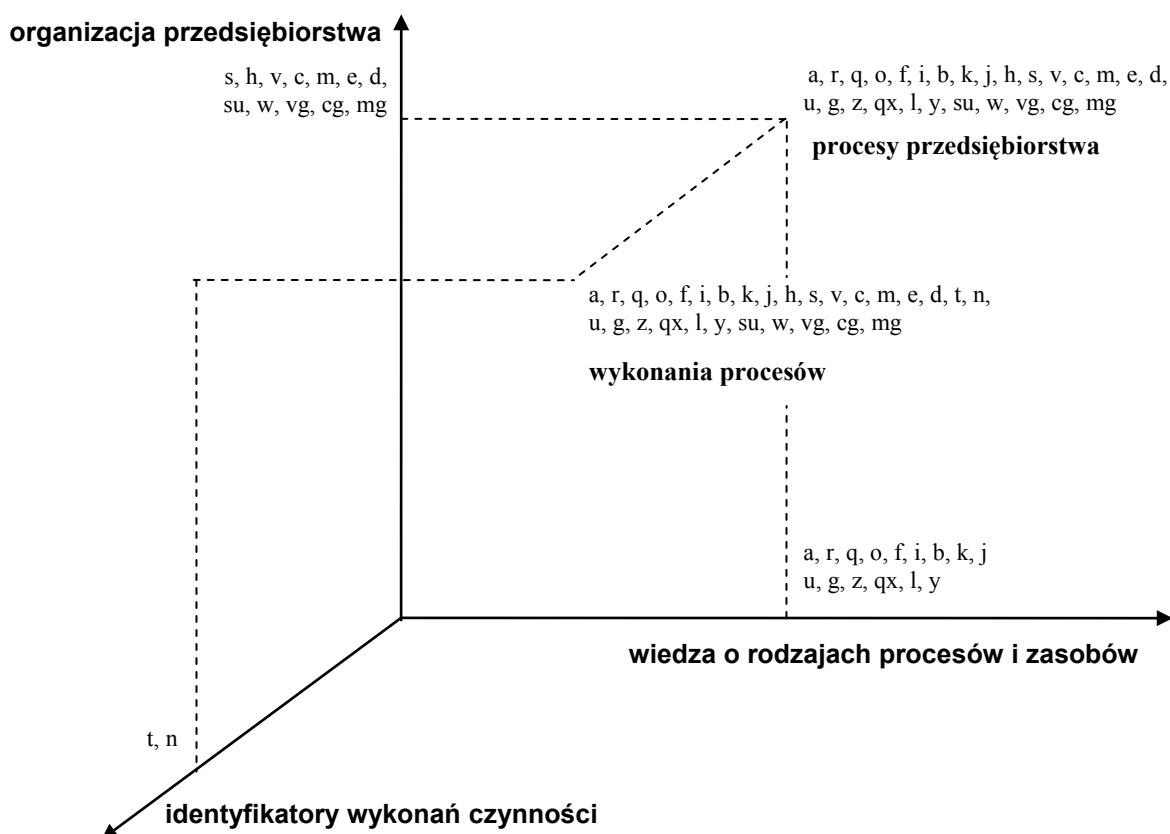 organizacja przedsiębiorstwa
s, h, v, c, m, e, d,
su, w, vg, cg, mg
a, r, q, o, f, i, b, k, j, h, s, v, c, m, e, d,
u, g, z, qx, l, y, su, w, vg, cg, mg
procesy przedsiębiorstwa
a, r, q, o, f, i, b, k, j, h, s, v, c, m, e, d, t, n,
u, g, z, qx, l, y, su, w, vg, cg, mg
wykonania procesów
a, r, q, o, f, i, b, k, j
u, g, z, qx, l, y
wiedza o rodzajach procesów i zasobów
t, n
identyfikatory wykonań czynności